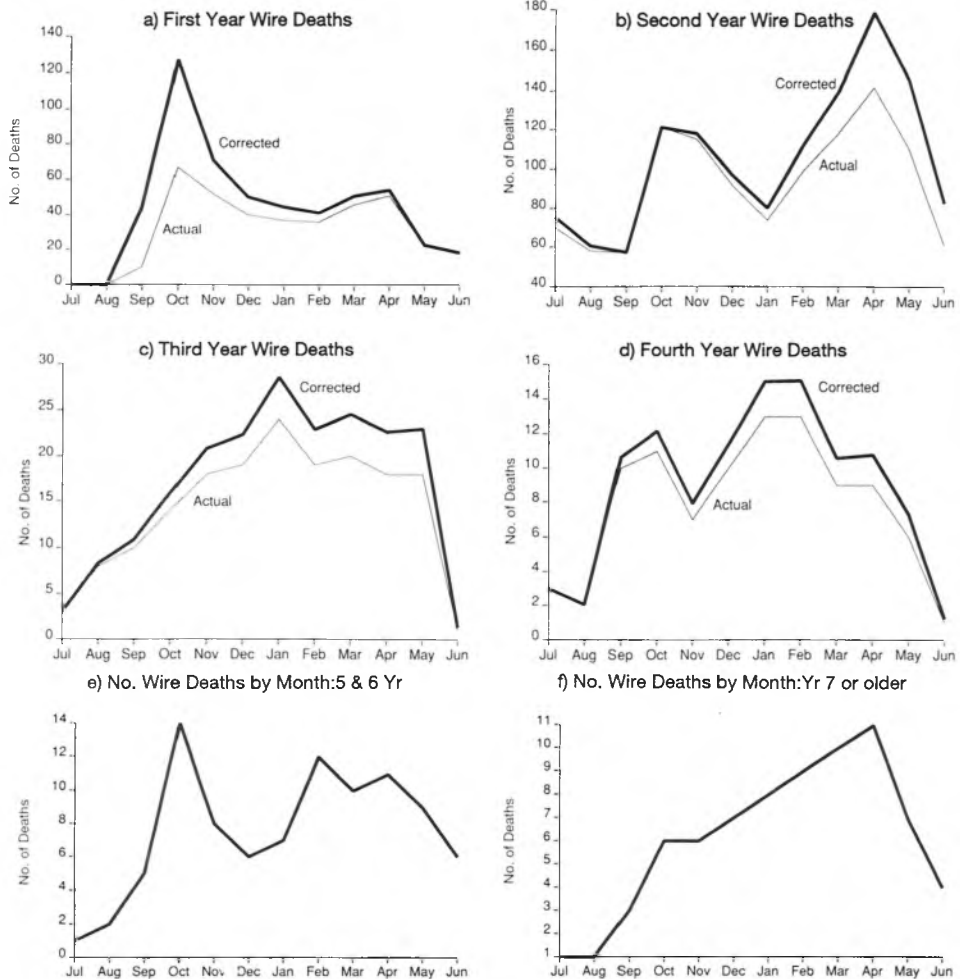 a) First Year Wire Deaths
No. of Deaths
140
120
100
80
60
40
20
0
Corrected
Actual
Jul Aug Sep Oct Nov Dec Jan Feb Mar Apr May Jun
b) Second Year Wire Deaths
No. of Deaths
180
160
140
120
100
180
60
40
Corrected
Actual
Jul Aug Sep Oct Nov Dec Jan Feb Mar Apr May Jun
c) Third Year Wire Deaths
No. of Deaths
30
25
20
15
10
5
0
Corrected
Actual
Jul Aug Sep Oct Nov Dec Jan Feb Mar Apr May Jun
d) Fourth Year Wire Deaths
No. of Deaths
16
14
12
10
8
6
4
2
0
Corrected
Actual
Jul Aug Sep Oct Nov Dec Jan Feb Mar Apr May Jun
e) No. Wire Deaths by Month:5 & 6 Yr
No. of Deaths
14
12
10
8
6
4
2
0
Jul Aug Sep Oct Nov Dec Jan Feb Mar Apr May Jun
f) No. Wire Deaths by Month:Yr 7 or older
No. of Deaths
11
10
9
8
7
6
5
4
3
2
1
Jul Aug Sep Oct Nov Dec Jan Feb Mar Apr May Jun